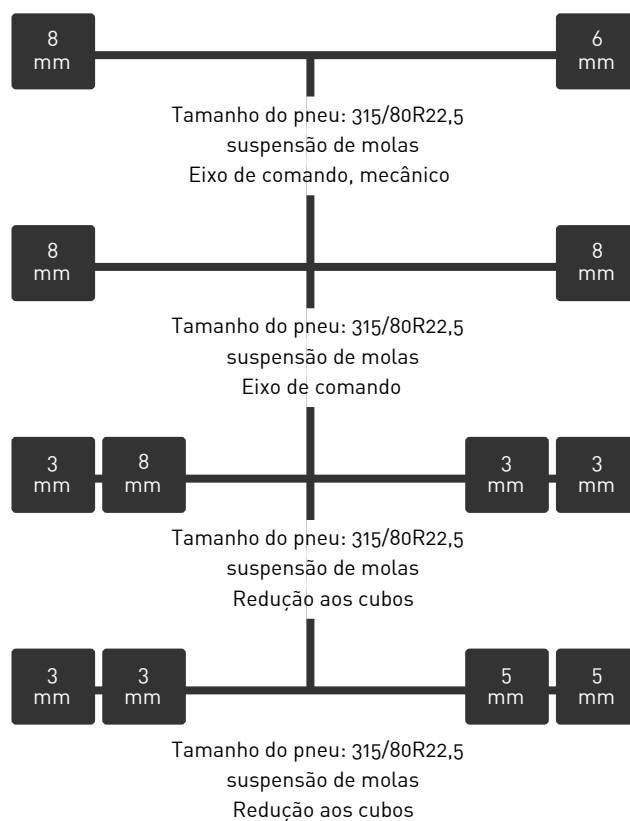 8 mm 6 mm
Tamanho do pneu: 315/80R22,5
suspensão de molas
Eixo de comando, mecânico
8 mm 8 mm
Tamanho do pneu: 315/80R22,5
suspensão de molas
Eixo de comando
3 mm 8 mm 3 mm 3 mm
Tamanho do pneu: 315/80R22,5
suspensão de molas
Redução aos cubos
3 mm 3 mm 5 mm 5 mm
Tamanho do pneu: 315/80R22,5
suspensão de molas
Redução aos cubos